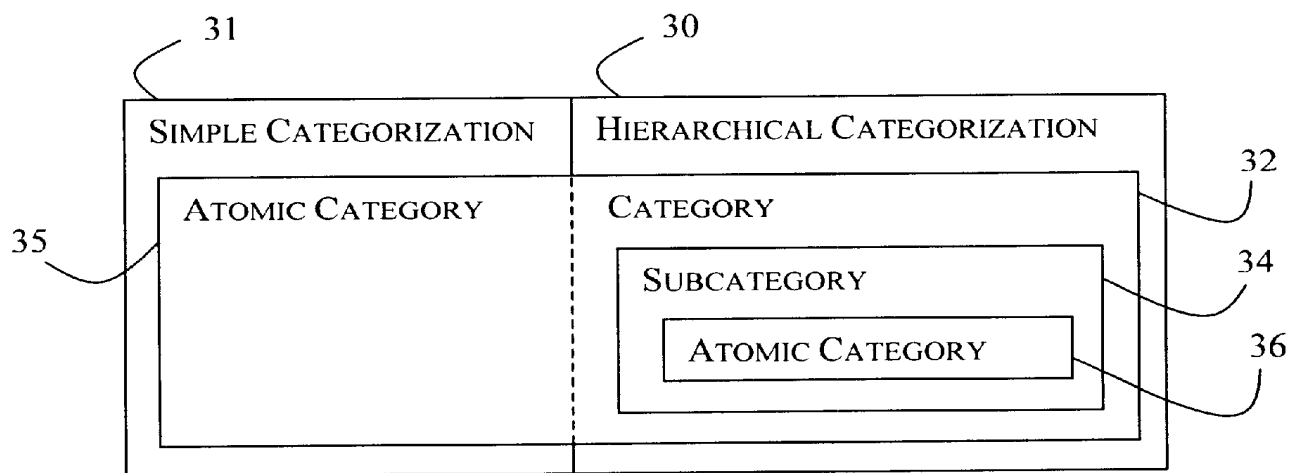 31
30
SIMPLE CATEGORIZATION
HIERARCHICAL CATEGORIZATION
32
ATOMIC CATEGORY
CATEGORY
35
SUBCATEGORY
34
ATOMIC CATEGORY
36